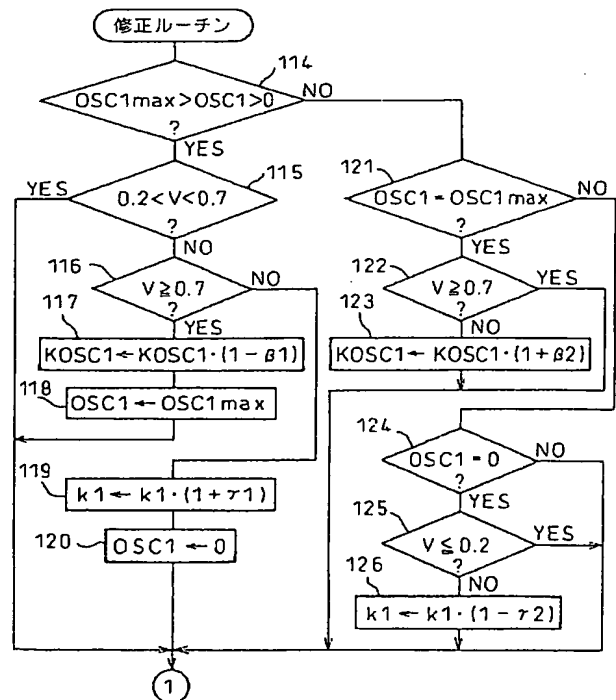 修正ルーチン
114
OSC1max>OSC1>0
?
NO
YES
115
YES
0.2<V<0.7
?
NO
116
V≧0.7
?
NO
YES
117
KOSC1←KOSC1·(1-β1)
118
OSC1←OSC1max
119
k1←k1·(1+γ1)
120
OSC1←0
121
OSC1=OSC1max
?
NO
YES
122
V≧0.7
?
YES
NO
123
KOSC1←KOSC1·(1+β2)
124
OSC1=0
?
NO
YES
125
V≦0.2
?
YES
NO
126
k1←k1·(1-γ2)
1